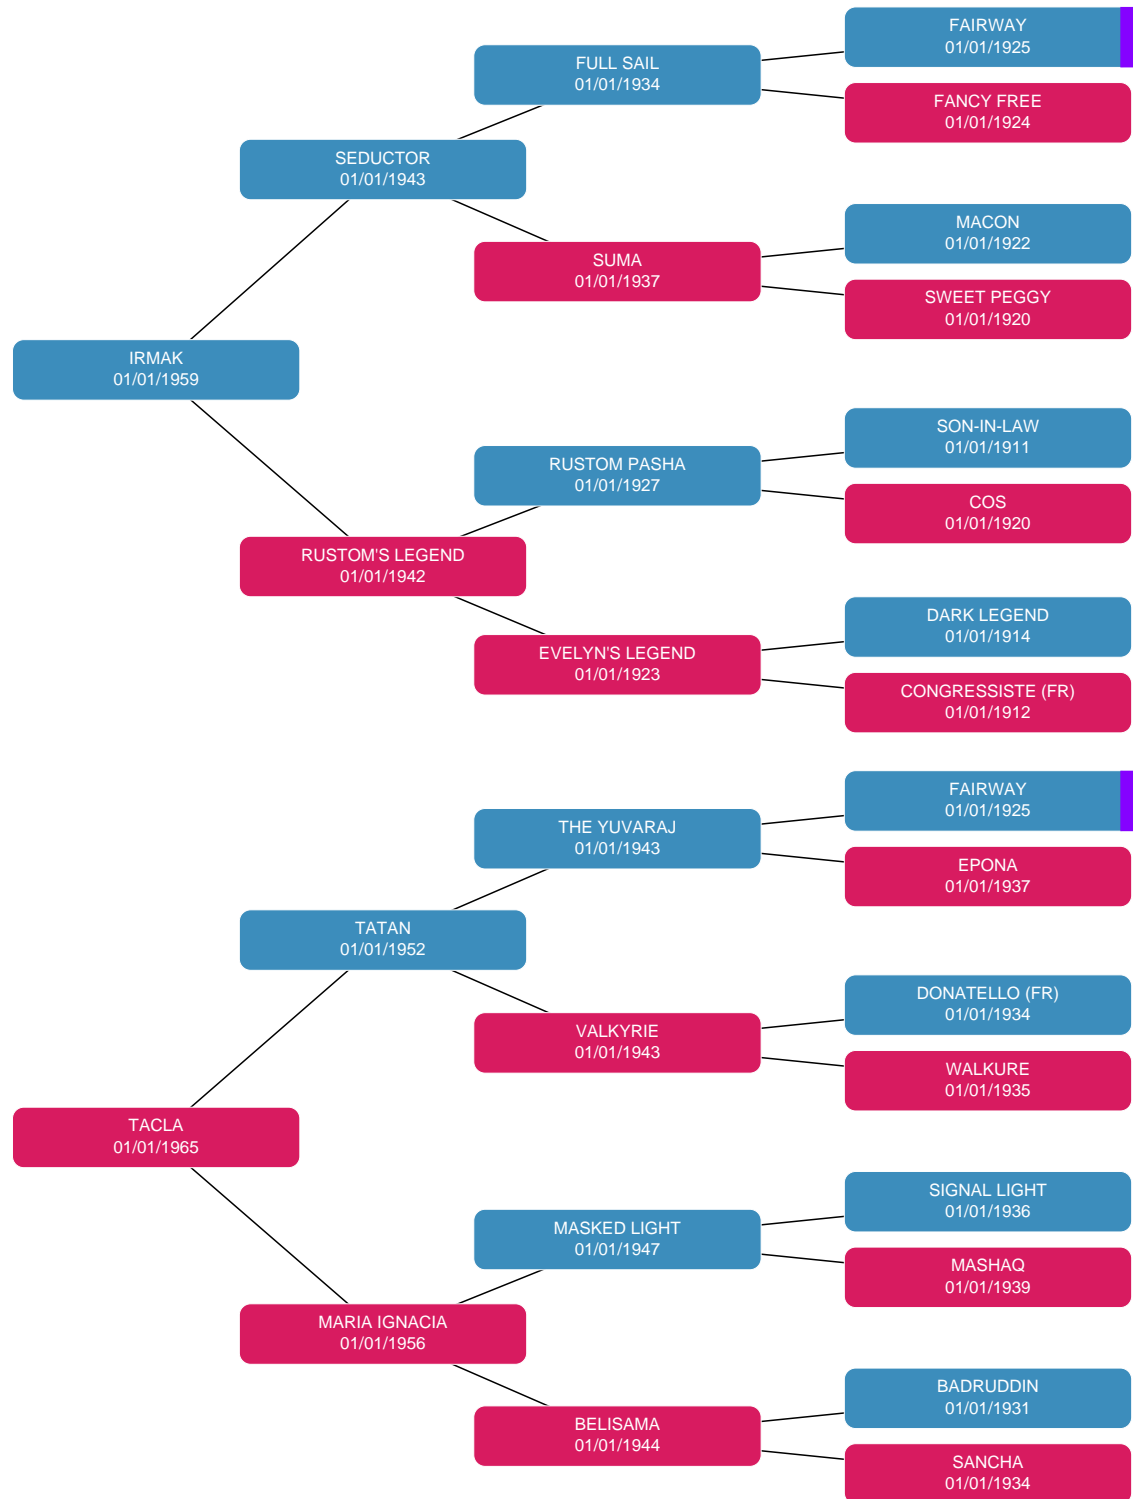 FAIRWAY
01/01/1925
FULL SAIL
01/01/1934
FANCY FREE
01/01/1924
SEDUCTOR
01/01/1943
MACON
01/01/1922
SUMA
01/01/1937
SWEET PEGGY
01/01/1920
IRMAK
01/01/1959
SON-IN-LAW
01/01/1911
RUSTOM PASHA
01/01/1927
COS
01/01/1920
RUSTOM'S LEGEND
01/01/1942
DARK LEGEND
01/01/1914
EVELYN'S LEGEND
01/01/1923
CONGRESSISTE (FR)
01/01/1912
FAIRWAY
01/01/1925
THE YUVARAJ
01/01/1943
EPONA
01/01/1937
TATAN
01/01/1952
DONATELLO (FR)
01/01/1934
VALKYRIE
01/01/1943
WALKURE
01/01/1935
TACLA
01/01/1965
SIGNAL LIGHT
01/01/1936
MASKED LIGHT
01/01/1947
MASHAQ
01/01/1939
MARIA IGNACIA
01/01/1956
BADRUDDIN
01/01/1931
BELISAMA
01/01/1944
SANCHA
01/01/1934